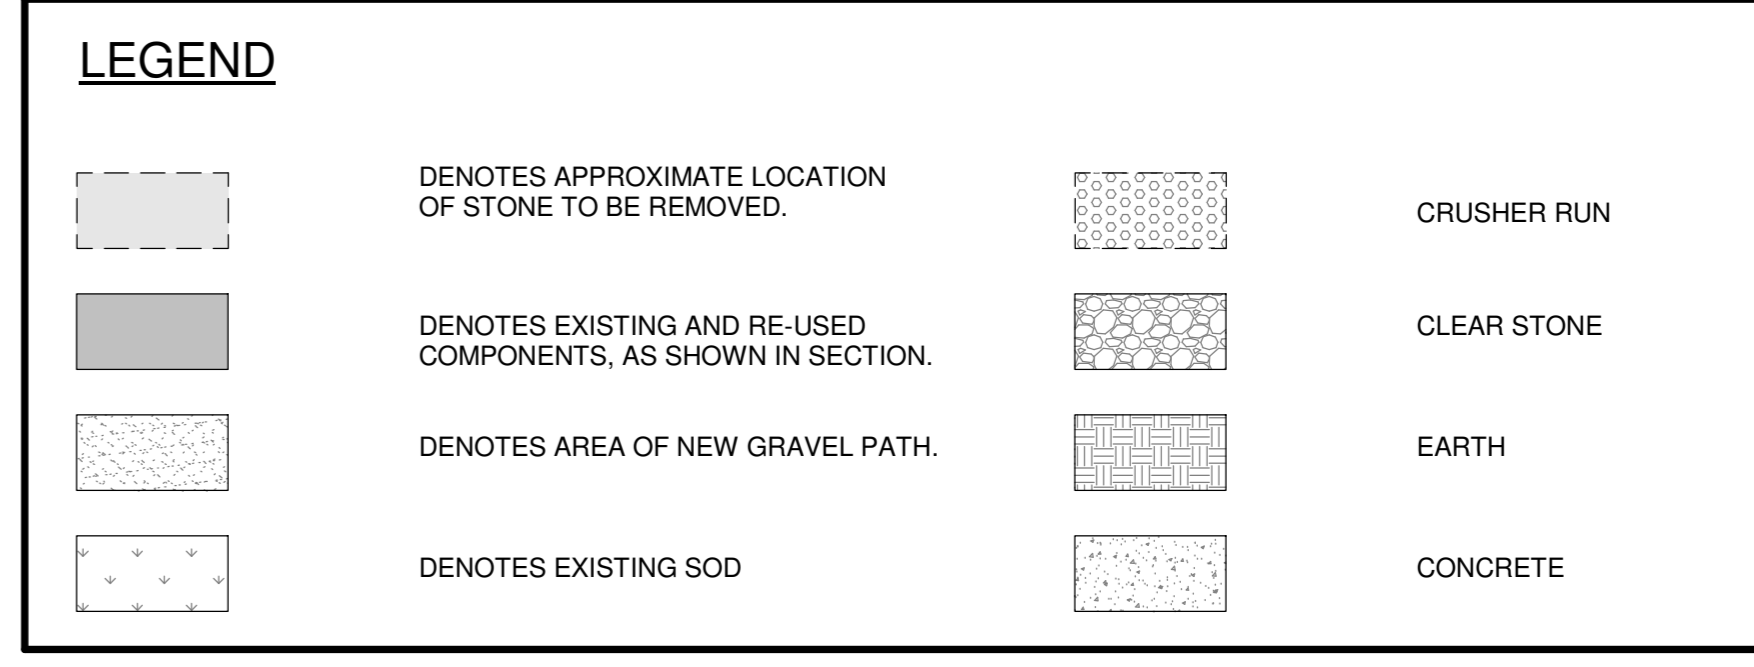 LEGEND
DENOTES APPROXIMATE LOCATION
OF STONE TO BE REMOVED.
DENOTES EXISTING AND RE-USED
COMPONENTS, AS SHOWN IN SECTION.
DENOTES AREA OF NEW GRAVEL PATH.
DENOTES EXISTING SOD
CRUSHER RUN
CLEAR STONE
EARTH
CONCRETE